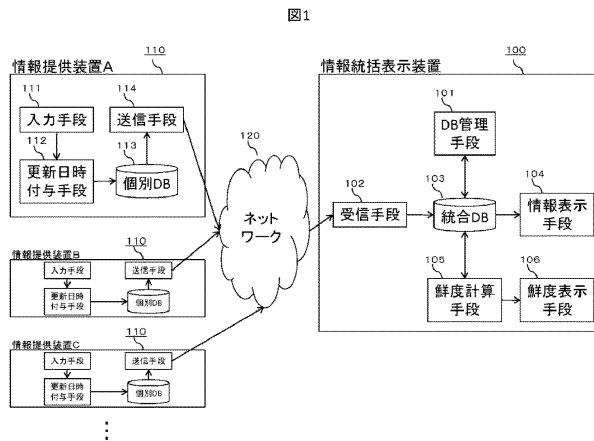 図1
110
情報提供装置A
111
入力手段
114
送信手段
112
更新日時
付与手段
113
個別DB
110
情報提供装置B
入力手段
送信手段
更新日時
付与手段
個別DB
110
情報提供装置C
入力手段
送信手段
更新日時
付与手段
個別DB
120
ネット
ワーク
100
情報統括表示装置
101
DB管理
手段
102
受信手段
103
統合DB
104
情報表示
手段
105
鮮度計算
手段
106
鮮度表示
手段